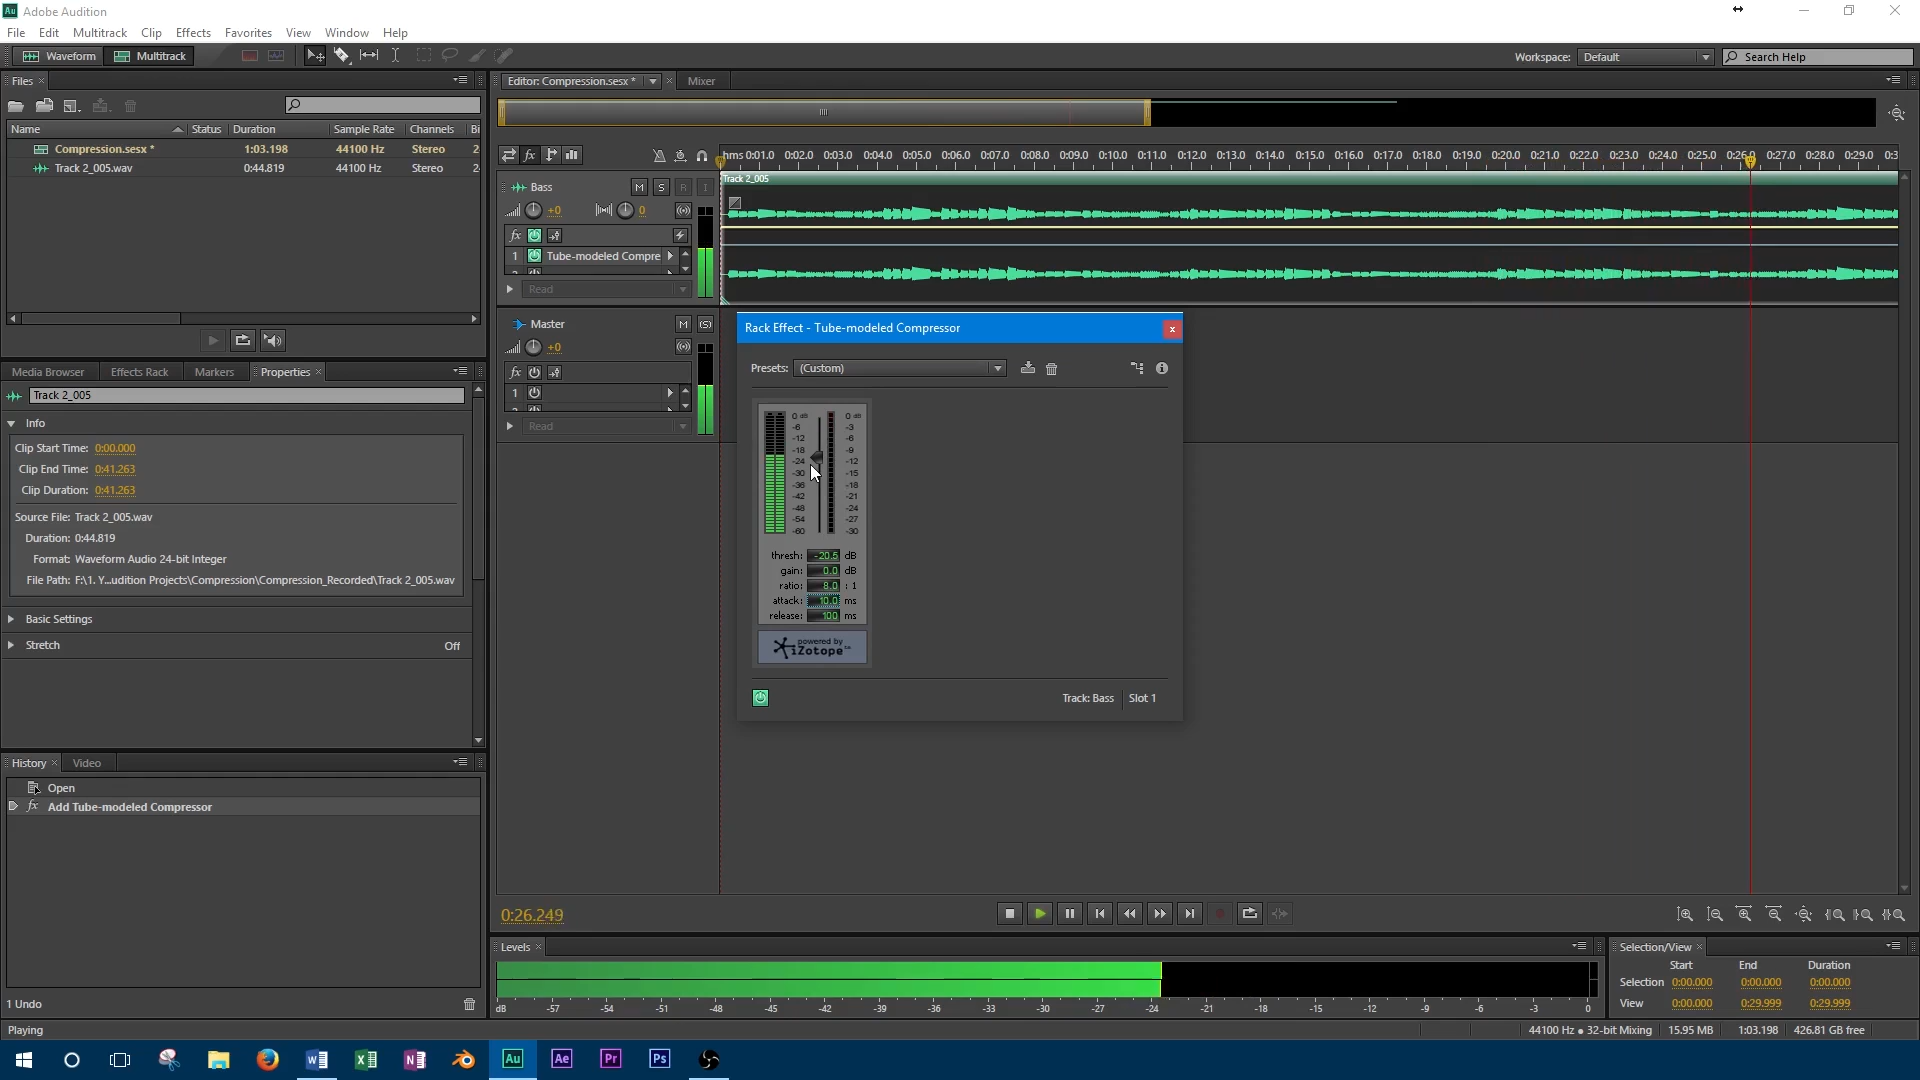 Au Adobe Audition
File Edit Multitrack Clip Effects Favorites View Window Help
Waveform Multitrack
Workspace: Default Search Help
Files
Name Status Duration Sample Rate Channels Bi
Compression.sesx * 1:03.198 44100 Hz Stereo 2
Track 2_005.wav 0:44.819 44100 Hz Stereo 2
Media Browser Effects Rack Markers Properties
Track 2_005
Info
Clip Start Time: 0:00.000
Clip End Time: 0:41.263
Clip Duration: 0:41.263
Source File: Track 2_005.wav
Duration: 0:44.819
Format: Waveform Audio 24-bit Integer
File Path: F:\1. Y...udition Projects\Compression\Compression_Recorded\Track 2_005.wav
Basic Settings
Stretch Off
History Video
Open
fx Add Tube-modeled Compressor
1 Undo
Playing
Editor: Compression.sesx * Mixer
fx hms 0:01.0 0:02.0 0:03.0 0:04.0 0:05.0 0:06.0 0:07.0 0:08.0 0:09.0 0:10.0 0:11.0 0:12.0 0:13.0 0:14.0 0:15.0 0:16.0 0:17.0 0:18.0 0:19.0 0:20.0 0:21.0 0:22.0 0:23.0 0:24.0 0:25.0 0:26.0 0:27.0 0:28.0 0:29.0 0:3
Track 2_005
Bass M S R I
+0 0
fx
1 Tube-modeled Compre
Read
Master M (S)
+0
fx
1
Read
Rack Effect - Tube-modeled Compressor
Presets: (Custom)
0 dB 0 dB
-6 -3
-12 -6
-18 -9
-24 -12
-30 -15
-36 -18
-42 -21
-48 -24
-54 -27
-60 -30
thresh: -20.5 dB
gain: 0.0 dB
ratio: 8.0 : 1
attack: 10.0 ms
release: 100 ms
powered by
iZotope
Track: Bass Slot 1
0:26.249
Levels
dB -57 -54 -51 -48 -45 -42 -39 -36 -33 -30 -27 -24 -21 -18 -15 -12 -9 -6 -3 0
Selection/View
Start End Duration
Selection 0:00.000 0:00.000 0:00.000
View 0:00.000 0:29.999 0:29.999
44100 Hz ● 32-bit Mixing 15.95 MB 1:03.198 426.81 GB free
Au Ae Pr Ps